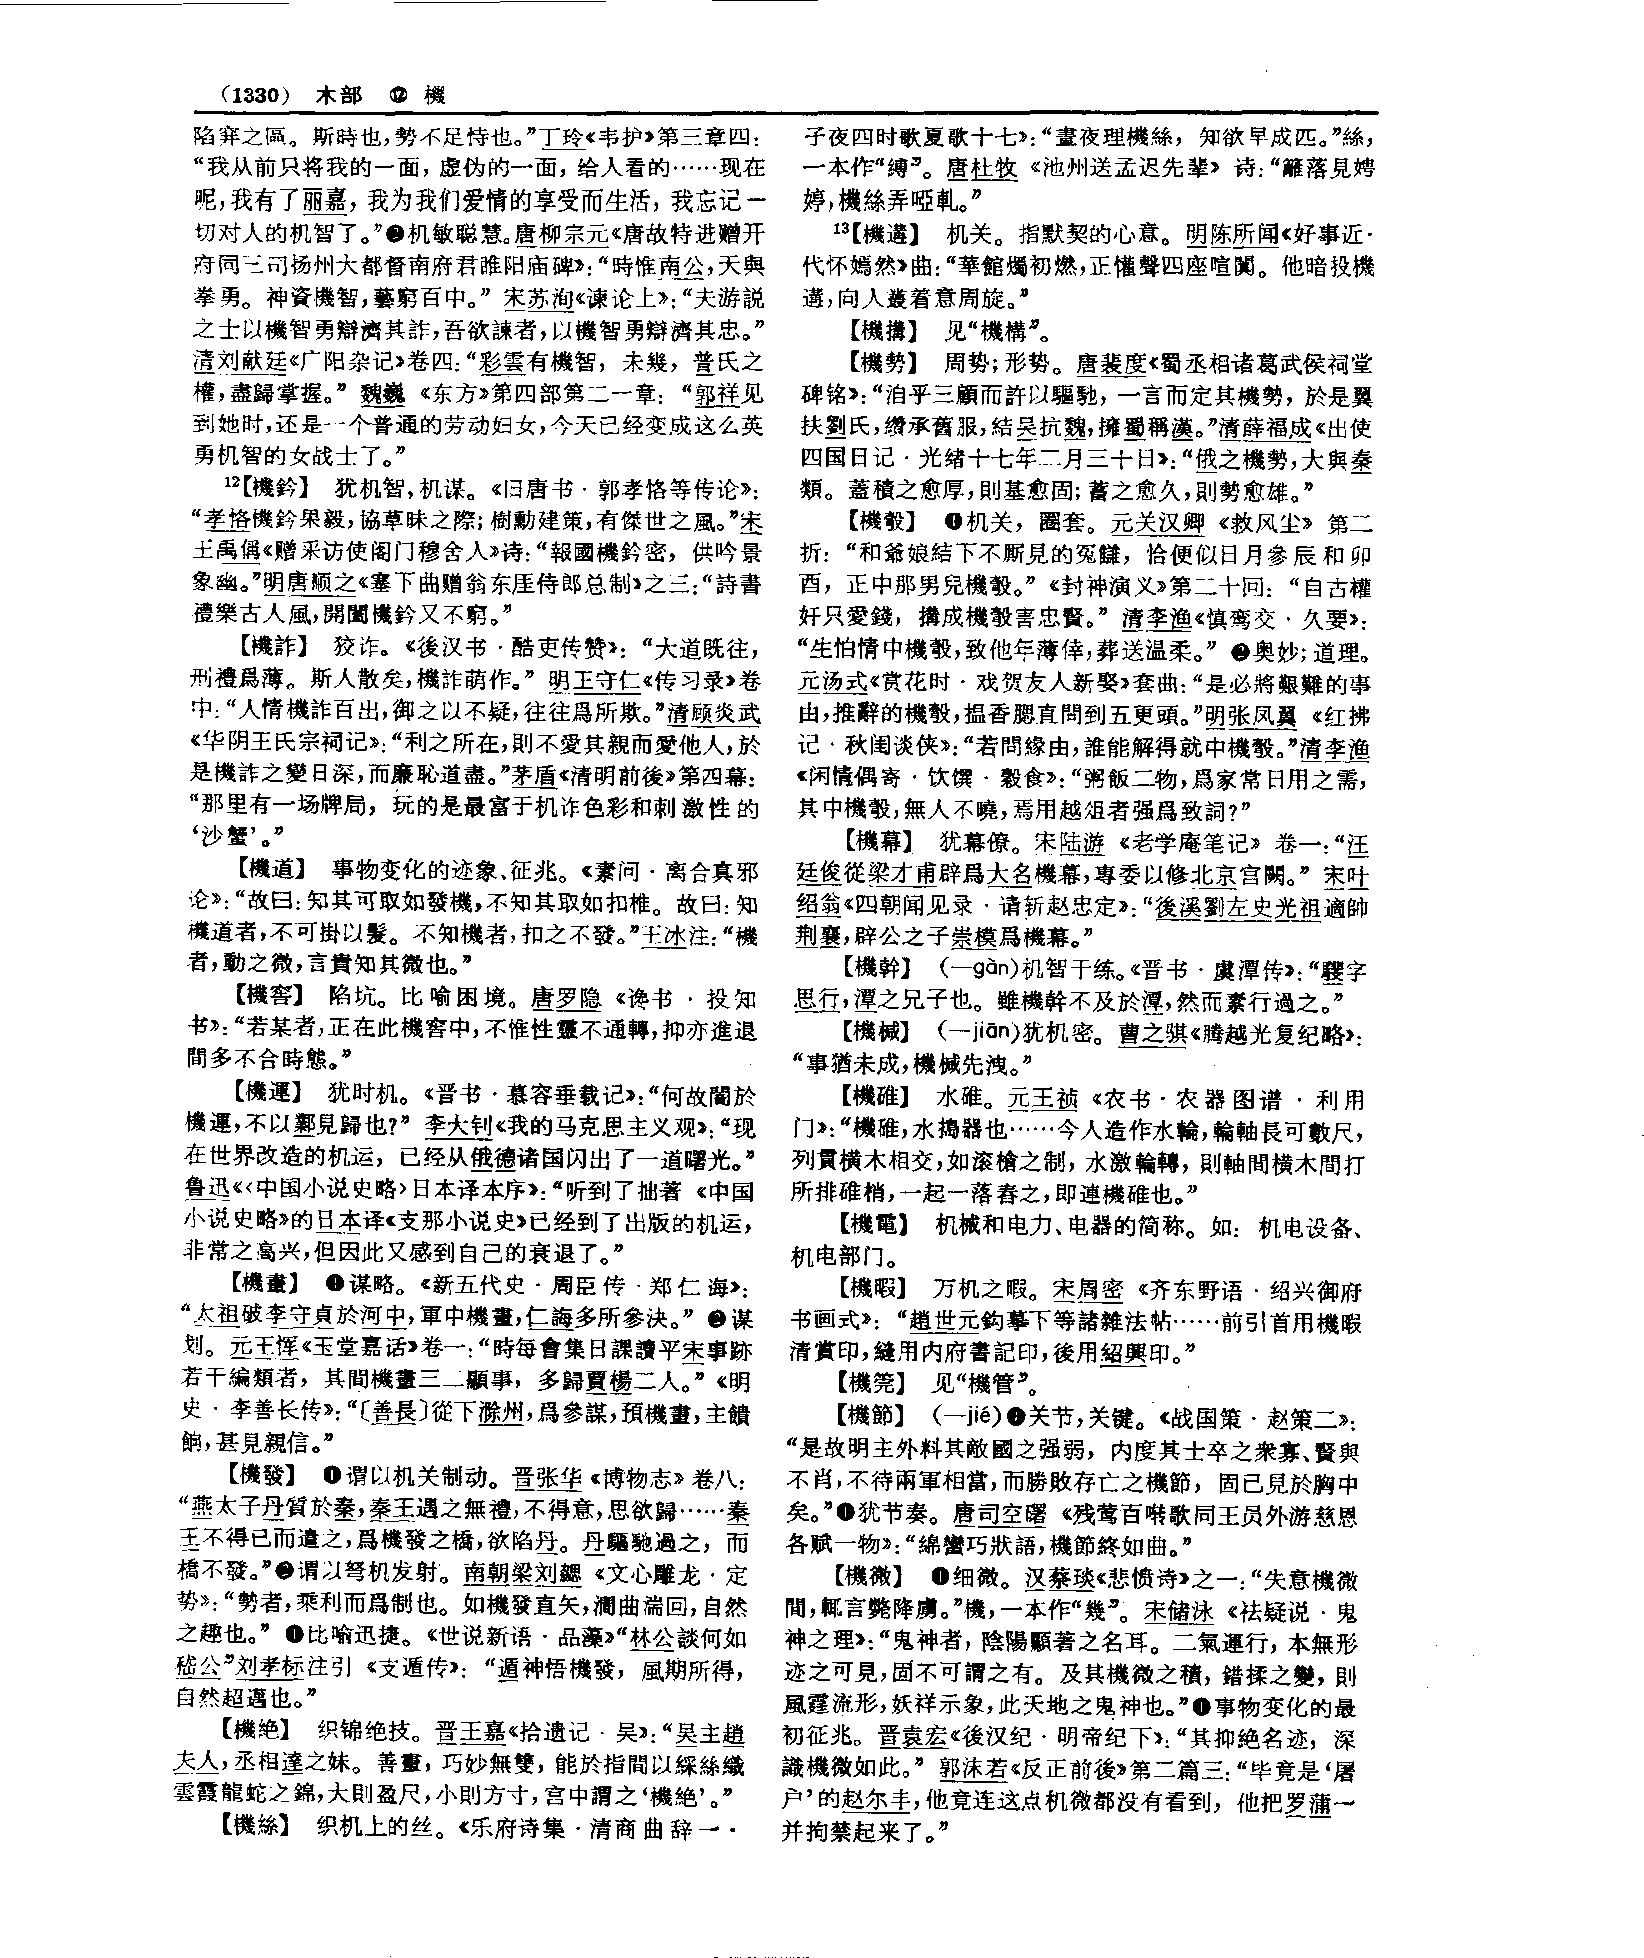 （1330） 木部 ⑫ 機
陷穽之區。斯時也，勢不足恃也。”丁玲《韦护》第三章四：
“我从前只将我的一面，虚伪的一面，给人看的……现在
呢，我有了丽嘉，我为我们爱情的享受而生活，我忘记一
切对人的机智了。”❷机敏聪慧。唐柳宗元《唐故特进赠开
府同三司扬州大都督南府君睢阳庙碑》：“時惟南公，天與
拳勇。神資機智，藝窮百中。” 宋苏洵《谏论上》：“夫游説
之士以機智勇辯濟其詐，吾欲諫者，以機智勇辯濟其忠。”
清刘献廷《广阳杂记》卷四：“彩雲有機智，未幾，普氏之
權，盡歸掌握。” 魏巍《东方》第四部第二一章：“郭祥见
到她时，还是一个普通的劳动妇女，今天已经变成这么英
勇机智的女战士了。”
12【機鈐】 犹机智，机谋。《旧唐书·郭孝恪等传论》：
“孝恪機鈐果毅，協草昧之際；樹勳建策，有傑世之風。”宋
王禹偁《赠采访使阁门穆舍人》诗：“報國機鈐密，供吟景
象幽。”明唐顺之《塞下曲赠翁东厓侍郎总制》之三：“詩書
禮樂古人風，開闔機鈐又不窮。”
【機詐】 狡诈。《後汉书·酷吏传赞》：“大道既往，
刑禮爲薄。斯人散矣，機詐萌作。” 明王守仁《传习录》卷
中：“人情機詐百出，御之以不疑，往往爲所欺。”清顾炎武
《华阴王氏宗祠记》：“利之所在，則不愛其親而愛他人，於
是機詐之變日深，而廉恥道盡。”茅盾《清明前後》第四幕：
“那里有一场牌局，玩的是最富于机诈色彩和刺激性的
‘沙蟹’。”
【機道】 事物变化的迹象、征兆。《素问·离合真邪
论》：“故曰：知其可取如發機，不知其取如扣椎。故曰：知
機道者，不可掛以髮。不知機者，扣之不發。”王冰注：“機
者，動之微，言貴知其微也。”
【機窖】 陷坑。比喻困境。唐罗隐《谗书·投知
书》：“若某者，正在此機窖中，不惟性靈不通轉，抑亦進退
間多不合時態。”
【機運】 犹时机。《晋书·慕容垂载记》：“何故闇於
機運，不以鄴見歸也？” 李大钊《我的马克思主义观》：“现
在世界改造的机运，已经从俄德诸国闪出了一道曙光。”
鲁迅《〈中国小说史略〉日本译本序》：“听到了拙著《中国
小说史略》的日本译《支那小说史》已经到了出版的机运，
非常之高兴，但因此又感到自己的衰退了。”
【機畫】 ❶谋略。《新五代史·周臣传·郑仁诲》：
“太祖破李守貞於河中，軍中機畫，仁誨多所參決。” ❷谋
划。元王恽《玉堂嘉话》卷一：“時每會集日課讀平宋事跡
若干編類者，其間機畫三二顯事，多歸賈楊二人。”《明
史·李善长传》：“〔善長〕從下滁州，爲參謀，預機畫，主饋
餉，甚見親信。”
【機發】 ❶谓以机关制动。晋张华《博物志》卷八：
“燕太子丹質於秦，秦王遇之無禮，不得意，思欲歸……秦
王不得已而遣之，爲機發之橋，欲陷丹。丹驅馳過之，而
橋不發。”❷谓以弩机发射。南朝梁刘勰《文心雕龙·定
势》：“勢者，乘利而爲制也。如機發直矢，澗曲湍回，自然
之趣也。” ❶比喻迅捷。《世说新语·品藻》“林公談何如
嵇公”刘孝标注引《支遁传》：“遁神悟機發，風期所得，
自然超邁也。”
【機絶】 织锦绝技。晋王嘉《拾遗记·吴》：“吴主趙
夫人，丞相達之妹。善畫，巧妙無雙，能於指間以綵絲織
雲霞龍蛇之錦，大則盈尺，小則方寸，宫中謂之‘機絶’。”
【機絲】 织机上的丝。《乐府诗集·清商曲辞一·
子夜四时歌夏歌十七》：“晝夜理機絲，知欲早成匹。”絲，
一本作“縛”。唐杜牧《池州送孟迟先辈》诗：“籬落見娉
婷，機絲弄啞軋。”
13【機遘】 机关。指默契的心意。明陈所闻《好事近·
代怀嫣然》曲：“華館燭初燃，正懽聲四座喧闐。他暗投機
遘，向人叢着意周旋。”
【機搆】 见“機構”。
【機勢】 周势；形势。唐裴度《蜀丞相诸葛武侯祠堂
碑铭》：“洎乎三顧而許以驅馳，一言而定其機勢，於是翼
扶劉氏，纘承舊服，結吴抗魏，擁蜀稱漢。”清薛福成《出使
四国日记·光绪十七年二月三十日》：“俄之機勢，大與秦
類。蓋積之愈厚，則基愈固；蓄之愈久，則勢愈雄。”
【機彀】 ❶机关，圈套。元关汉卿《救风尘》第二
折：“和爺娘結下不厮見的冤讎，恰便似日月參辰和卯
酉，正中那男兒機彀。”《封神演义》第二十回：“自古權
奸只愛錢，搆成機彀害忠賢。” 清李渔《慎鸾交·久要》：
“生怕情中機彀，致他年薄倖，葬送温柔。” ❷奥妙；道理。
元汤式《赏花时·戏贺友人新娶》套曲：“是必將艱難的事
由，推辭的機彀，揾香腮直問到五更頭。”明张凤翼《红拂
记·秋闺谈侠》：“若問緣由，誰能解得就中機彀。”清李渔
《闲情偶寄·饮馔·穀食》：“粥飯二物，爲家常日用之需，
其中機彀，無人不曉，焉用越俎者强爲致詞？”
【機幕】 犹幕僚。宋陆游《老学庵笔记》卷一：“汪
廷俊從梁才甫辟爲大名機幕，專委以修北京宫闕。” 宋叶
绍翁《四朝闻见录·请斩赵忠定》：“後溪劉左史光祖適帥
荆襄，辟公之子崇模爲機幕。”
【機幹】 （—gàn）机智干练。《晋书·虞潭传》：“𩦺字
思行，潭之兄子也。雖機幹不及於潭，然而素行過之。”
【機椷】 （—jiān）犹机密。曹之骐《腾越光复纪略》：
“事猶未成，機椷先洩。”
【機碓】 水碓。元王祯《农书·农器图谱·利用
门》：“機碓，水搗器也……今人造作水輪，輪軸長可數尺，
列貫横木相交，如滚槍之制，水激輪轉，則軸間横木間打
所排碓梢，一起一落舂之，即連機碓也。”
【機電】 机械和电力、电器的简称。如：机电设备、
机电部门。
【機暇】 万机之暇。宋周密《齐东野语·绍兴御府
书画式》：“趙世元鈎摹下等諸雜法帖……前引首用機暇
清賞印，縫用内府書記印，後用紹興印。”
【機筦】 见“機管”。
【機節】 （—jié）❶关节，关键。《战国策·赵策二》：
“是故明主外料其敵國之强弱，内度其士卒之衆寡、賢與
不肖，不待兩軍相當，而勝敗存亡之機節，固已見於胸中
矣。”❶犹节奏。唐司空曙《残莺百啭歌同王员外游慈恩
各赋一物》：“綿蠻巧狀語，機節終如曲。”
【機微】 ❶细微。汉蔡琰《悲愤诗》之一：“失意機微
間，輒言斃降虜。”機，一本作“幾”。宋储泳《祛疑说·鬼
神之理》：“鬼神者，陰陽顯著之名耳。二氣運行，本無形
迹之可見，固不可謂之有。及其機微之積，錯揉之變，則
風霆流形，妖祥示象，此天地之鬼神也。”❶事物变化的最
初征兆。晋袁宏《後汉纪·明帝纪下》：“其抑絶名迹，深
識機微如此。” 郭沫若《反正前後》第二篇三：“毕竟是‘屠
户’的赵尔丰，他竟连这点机微都没有看到，他把罗蒲一
并拘禁起来了。”